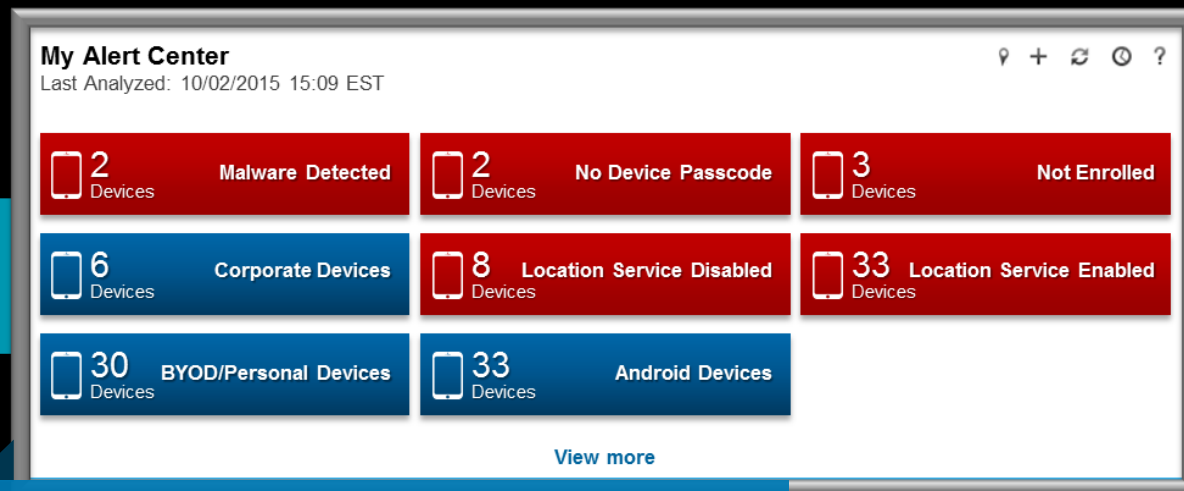 My Alert Center
Last Analyzed: 10/02/2015 15:09 EST
?
2
Devices
Malware Detected
2
Devices
No Device Passcode
3
Devices
Not Enrolled
6
Devices
Corporate Devices
8
Devices
Location Service Disabled
33
Devices
Location Service Enabled
30
Devices
BYOD/Personal Devices
33
Devices
Android Devices
View more